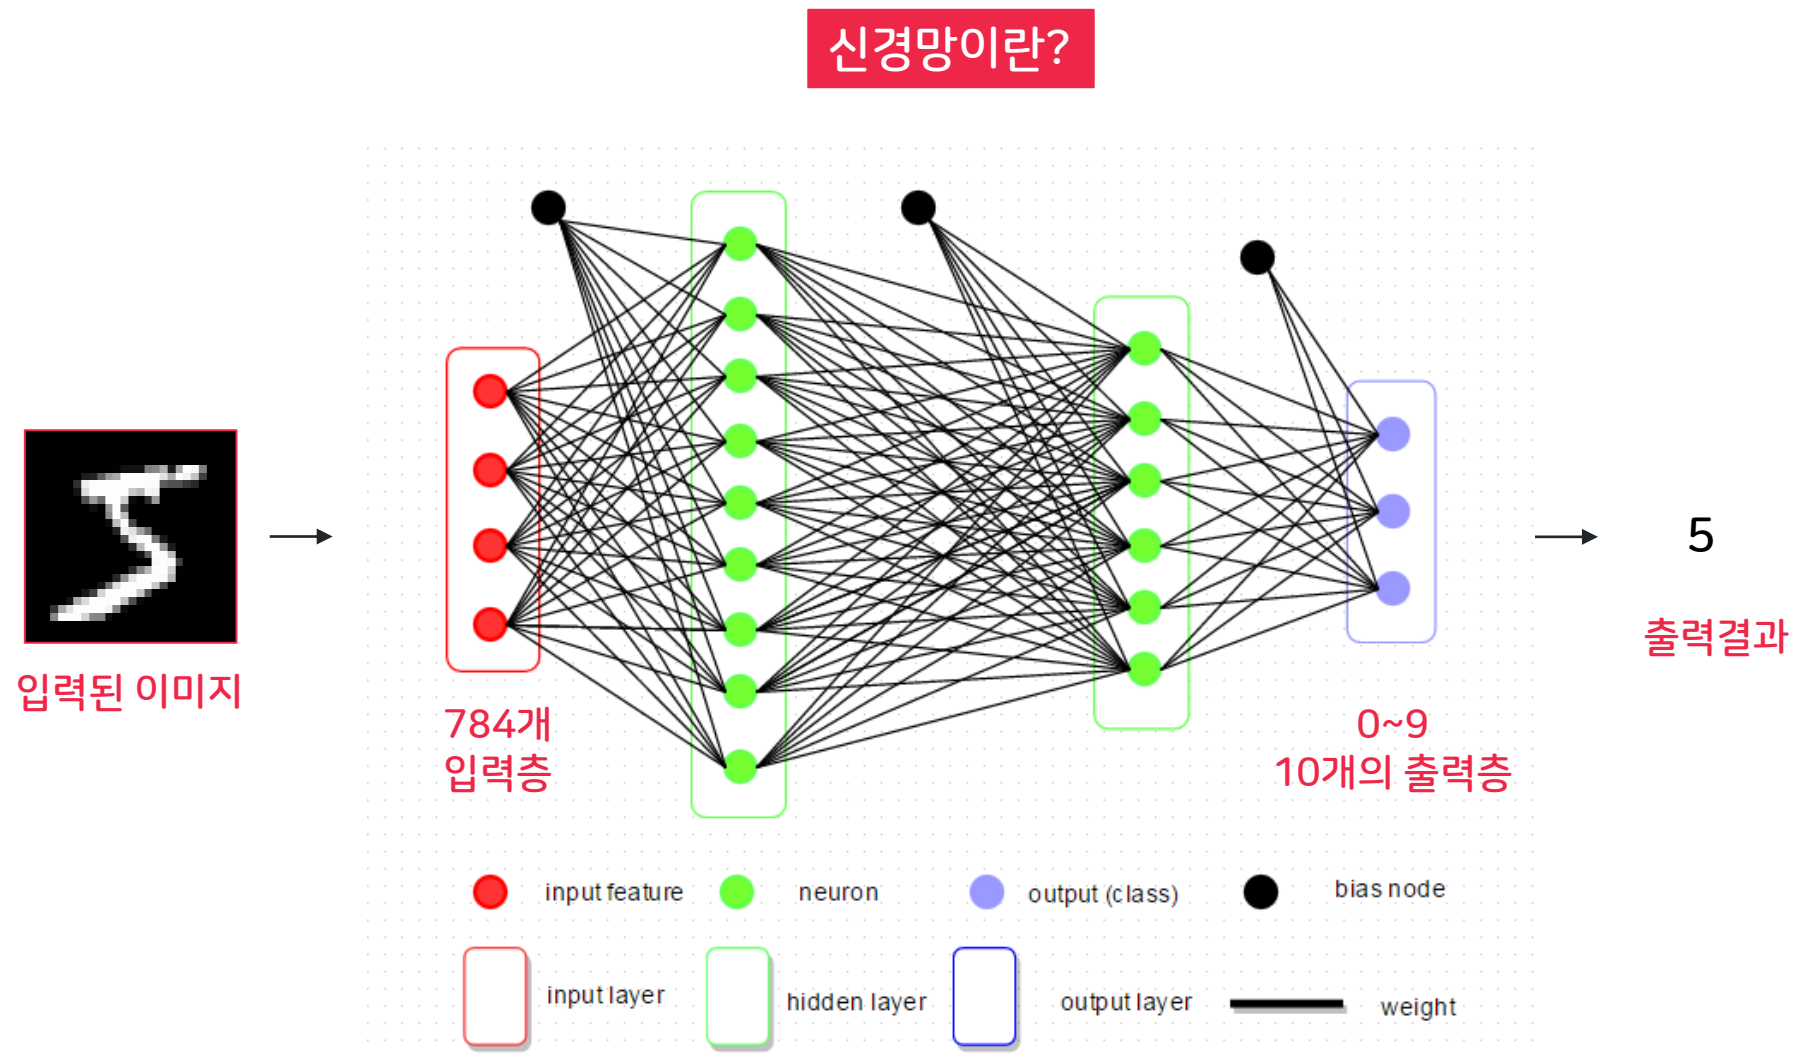 신경망이란?
입력된 이미지
784개
입력층
0~9
10개의 출력층
5
출력결과
input feature
neuron
output (class)
bias node
input layer
hidden layer
output layer
weight